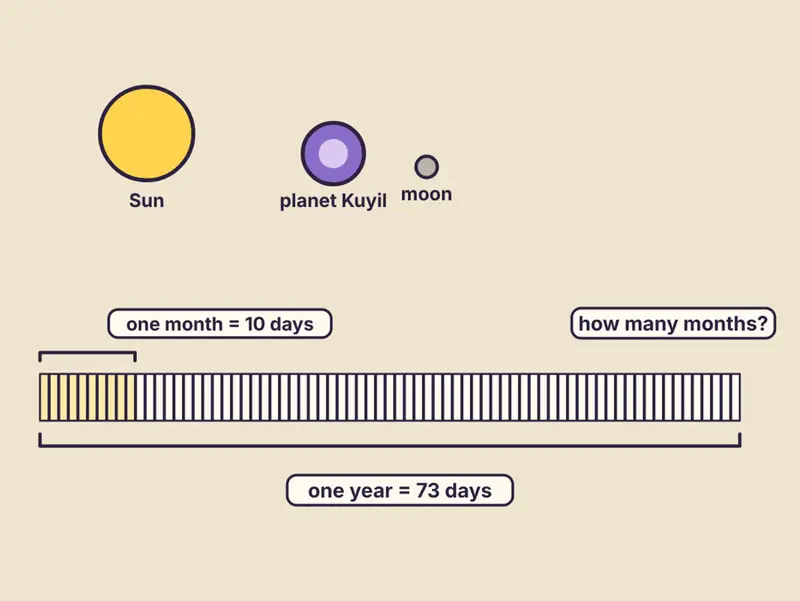 Sun
planet Kuyil
moon
one month = 10 days
how many months?
one year = 73 days